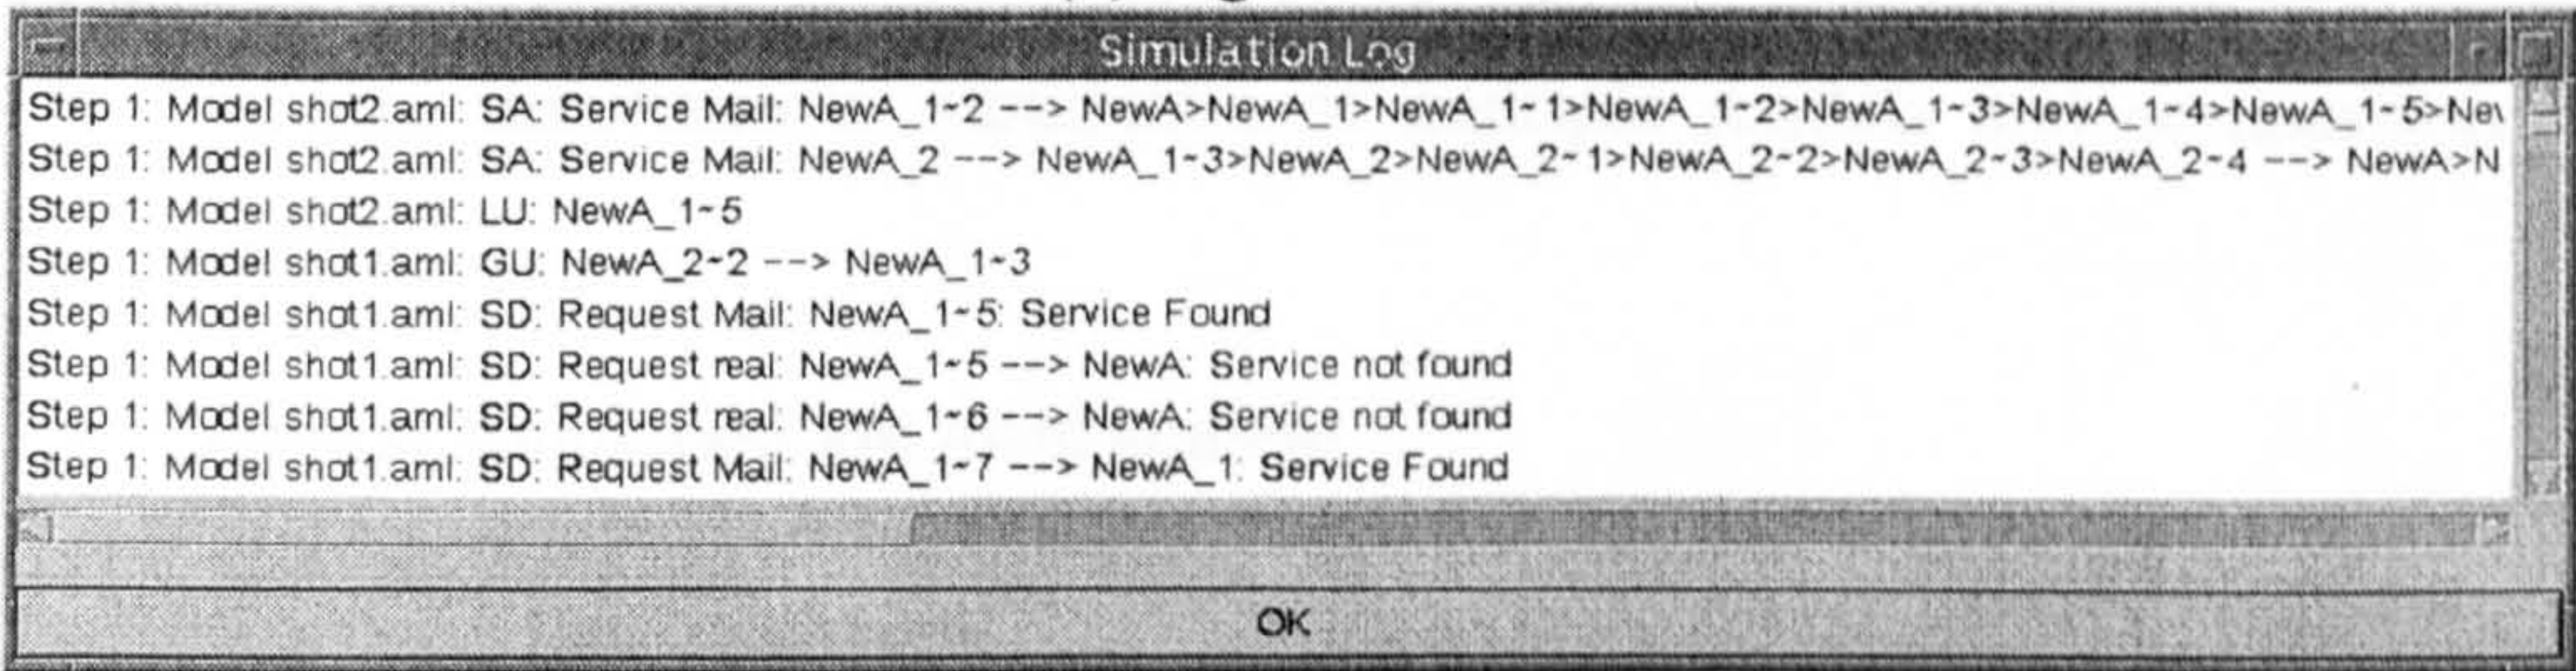 Simulation Log
Step 1: Model shot2.aml: SA: Service Mail: NewA_1~2 --> NewA>NewA_1>NewA_1~1>NewA_1~2>NewA_1~3>NewA_1~4>NewA_1~5>Nev
Step 1: Model shot2.aml: SA: Service Mail: NewA_2 --> NewA_1~3>NewA_2>NewA_2~1>NewA_2~2>NewA_2~3>NewA_2~4 --> NewA>N
Step 1: Model shot2.aml: LU: NewA_1~5
Step 1: Model shot1.aml: GU: NewA_2~2 --> NewA_1~3
Step 1: Model shot1.aml: SD: Request Mail: NewA_1~5: Service Found
Step 1: Model shot1.aml: SD: Request real: NewA_1~5 --> NewA: Service not found
Step 1: Model shot1.aml: SD: Request real: NewA_1~6 --> NewA: Service not found
Step 1: Model shot1.aml: SD: Request Mail: NewA_1~7 --> NewA_1: Service Found
OK